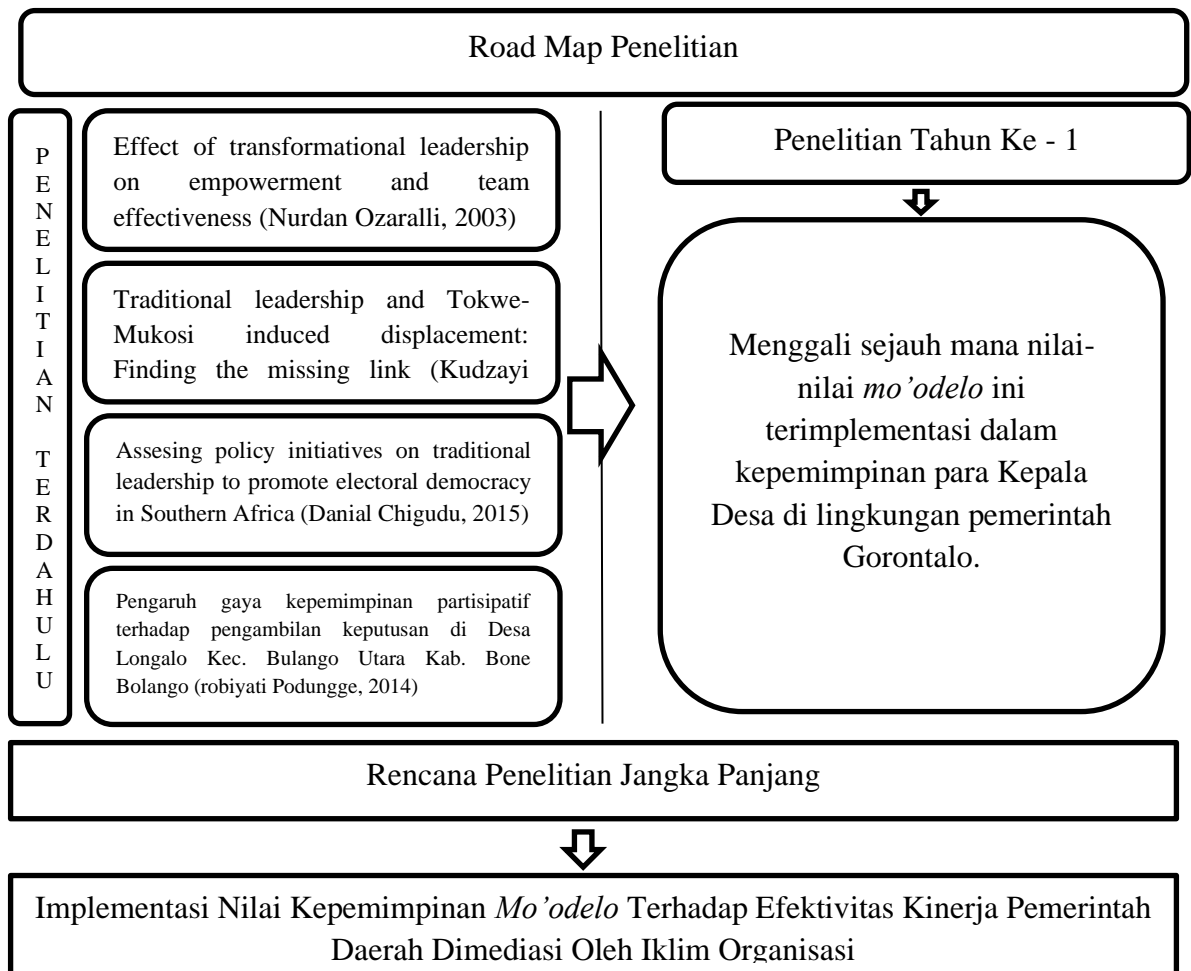 Road Map Penelitian
PENELITIAN TERDAHULU
Effect of transformational leadership
on empowerment and team
effectiveness (Nurdan Ozaralli, 2003)
Traditional leadership and Tokwe-
Mukosi induced displacement:
Finding the missing link (Kudzayi
Assesing policy initiatives on traditional
leadership to promote electoral democracy
in Southern Africa (Danial Chigudu, 2015)
Pengaruh gaya kepemimpinan partisipatif
terhadap pengambilan keputusan di Desa
Longalo Kec. Bulango Utara Kab. Bone
Bolango (robiyati Podungge, 2014)
Penelitian Tahun Ke - 1
Menggali sejauh mana nilai-
nilai mo’odelo ini
terimplementasi dalam
kepemimpinan para Kepala
Desa di lingkungan pemerintah
Gorontalo.
Rencana Penelitian Jangka Panjang
Implementasi Nilai Kepemimpinan Mo’odelo Terhadap Efektivitas Kinerja Pemerintah
Daerah Dimediasi Oleh Iklim Organisasi